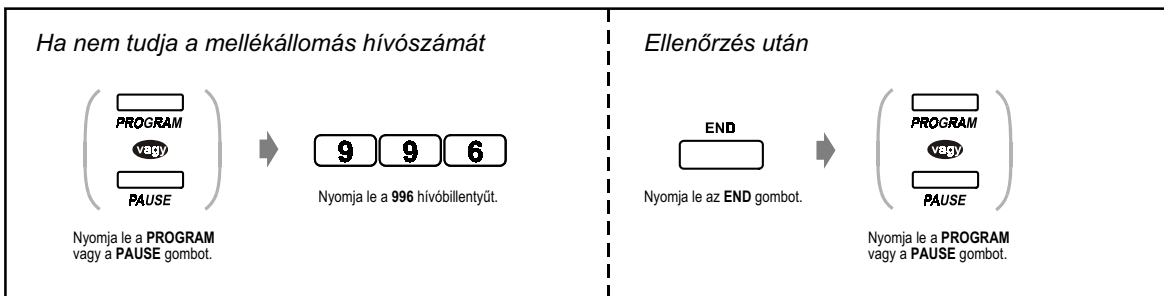 Ha nem tudja a mellékállomás hívószámát
PROGRAM
vagy
PAUSE
Nyomja le a PROGRAM
vagy a PAUSE gombot.
9 9 6
Nyomja le a 996 hívóbillentyűt.
Ellenőrzés után
END
Nyomja le az END gombot.
PROGRAM
vagy
PAUSE
Nyomja le a PROGRAM
vagy a PAUSE gombot.